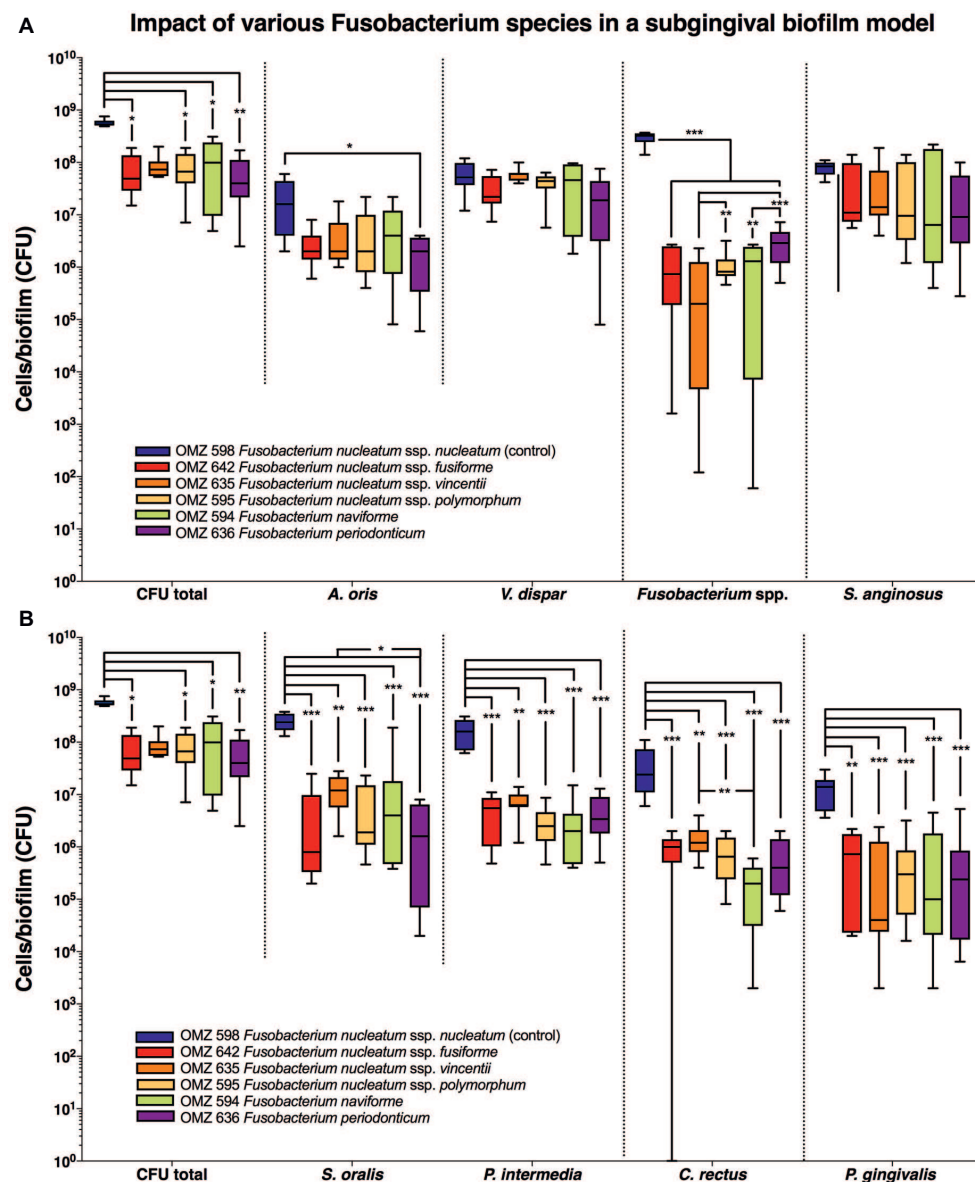 A
Impact of various Fusobacterium species in a subgingival biofilm model
Cells/biofilm (CFU)
10^10
10^9
10^8
10^7
10^6
10^5
10^4
10^3
10^2
10^1
10^0
* * * **
*
***
** ** ***
OMZ 598 Fusobacterium nucleatum ssp. nucleatum (control)
OMZ 642 Fusobacterium nucleatum ssp. fusiforme
OMZ 635 Fusobacterium nucleatum ssp. vincentii
OMZ 595 Fusobacterium nucleatum ssp. polymorphum
OMZ 594 Fusobacterium naviforme
OMZ 636 Fusobacterium periodonticum
CFU total A. oris V. dispar Fusobacterium spp. S. anginosus
B
Cells/biofilm (CFU)
10^10
10^9
10^8
10^7
10^6
10^5
10^4
10^3
10^2
10^1
10^0
* * * **
*
*** ** *** *** ***
*** ** *** *** ***
*** ** *** *** ***
**
** *** *** *** ***
OMZ 598 Fusobacterium nucleatum ssp. nucleatum (control)
OMZ 642 Fusobacterium nucleatum ssp. fusiforme
OMZ 635 Fusobacterium nucleatum ssp. vincentii
OMZ 595 Fusobacterium nucleatum ssp. polymorphum
OMZ 594 Fusobacterium naviforme
OMZ 636 Fusobacterium periodonticum
CFU total S. oralis P. intermedia C. rectus P. gingivalis